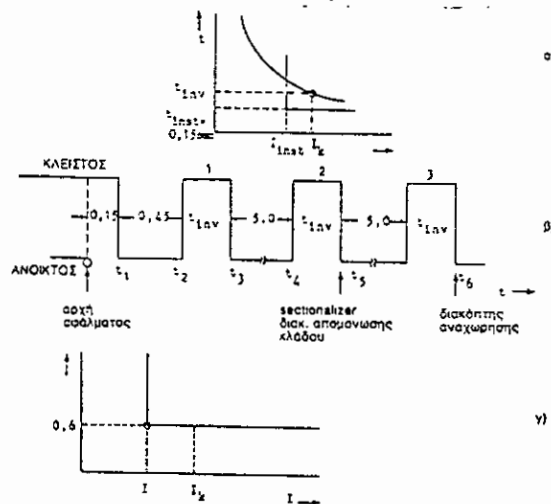 t
α
t_inv
t_inst
0,15sec
I_inst I_k
ΚΛΕΙΣΤΟΣ
1 2 3
0,15 0,45 t_inv 5,0 t_inv 5,0 t_inv
β
ΑΝΟΙΚΤΟΣ
t_1 t_2 t_3 t_4 t_5 t_6
t
αρχή
σφάλματος
sectionalizer
διακ. απομόνωσης
κλάδου
διακόπτης
αναχώρησης
t
0,6
γ)
I I_k I